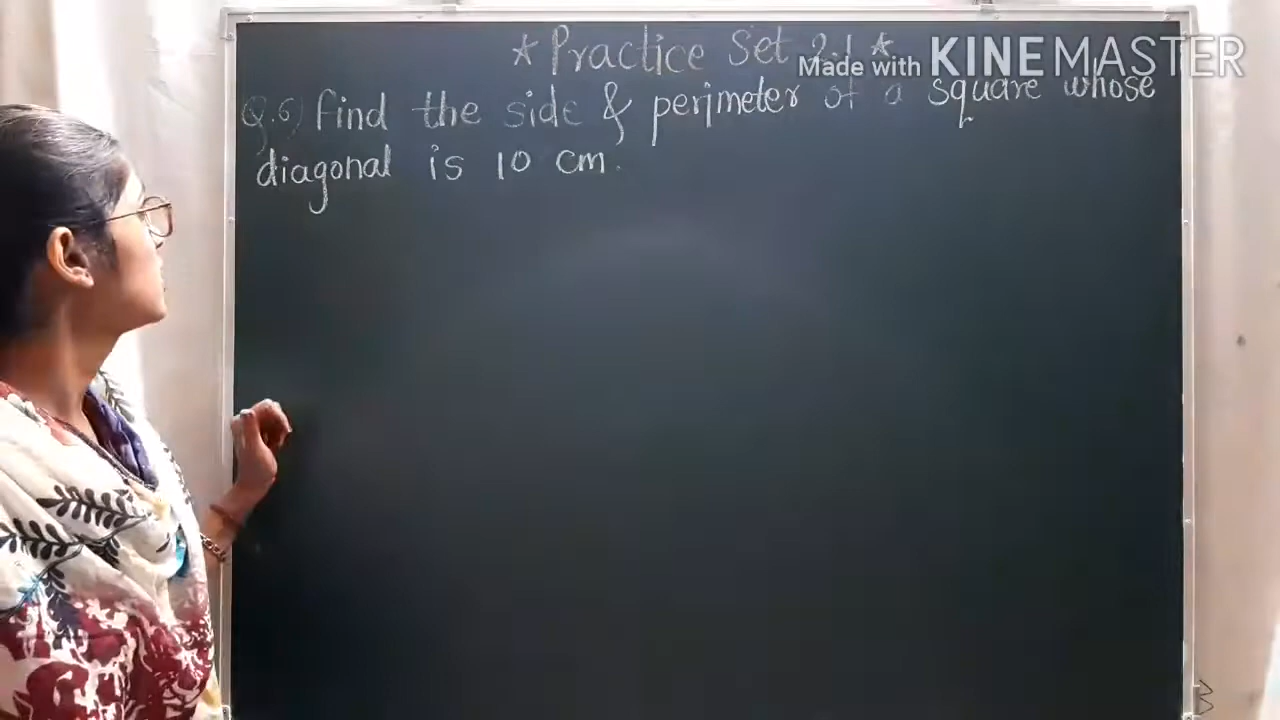 * Practice Set 2.1 *
Made with KINEMASTER
Q.6) find the side & perimeter of a square whose
diagonal is 10 cm.